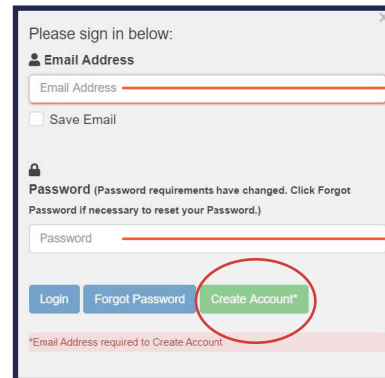 Please sign in below:
Email Address
Email Address
Save Email
Password (Password requirements have changed. Click Forgot
Password if necessary to reset your Password.)
Password
Login Forgot Password Create Account*
*Email Address required to Create Account